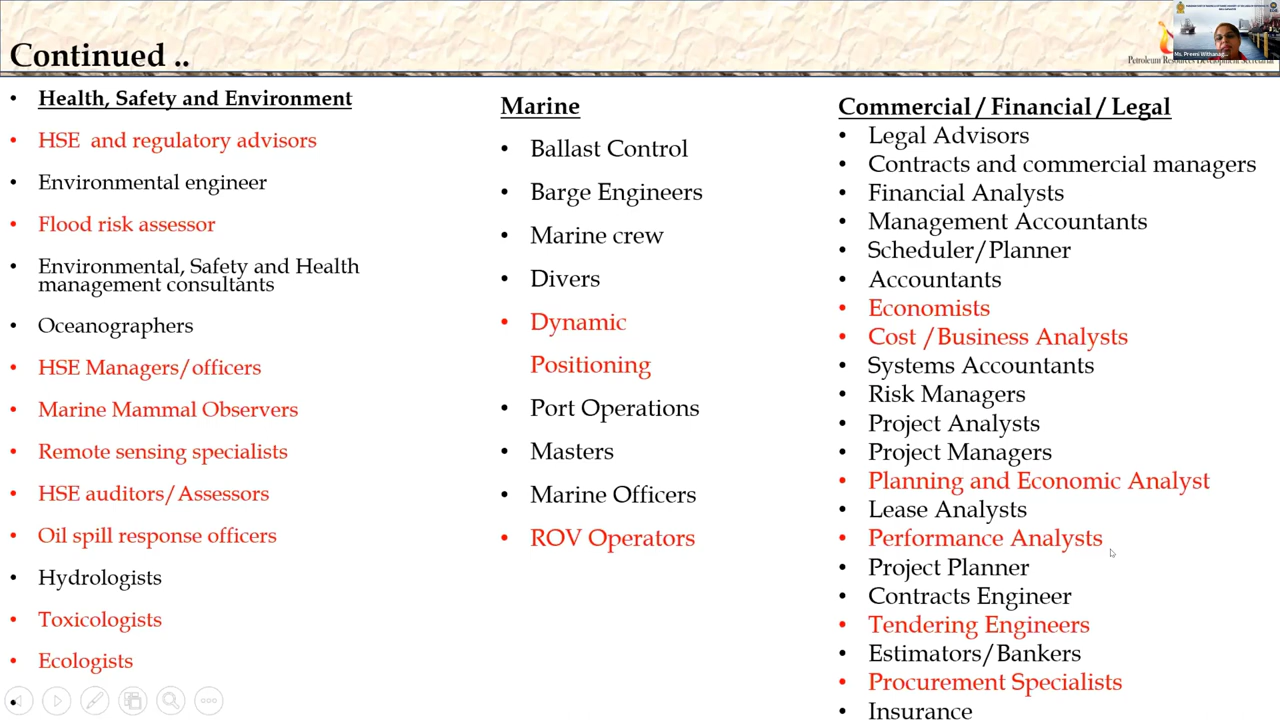 Continued ..
Health, Safety and Environment
HSE and regulatory advisors
Environmental engineer
Flood risk assessor
Environmental, Safety and Health
management consultants
Oceanographers
HSE Managers/officers
Marine Mammal Observers
Remote sensing specialists
HSE auditors/Assessors
Oil spill response officers
Hydrologists
Toxicologists
Ecologists
Marine
Ballast Control
Barge Engineers
Marine crew
Divers
Dynamic
Positioning
Port Operations
Masters
Marine Officers
ROV Operators
Commercial / Financial / Legal
Legal Advisors
Contracts and commercial managers
Financial Analysts
Management Accountants
Scheduler/Planner
Accountants
Economists
Cost /Business Analysts
Systems Accountants
Risk Managers
Project Analysts
Project Managers
Planning and Economic Analyst
Lease Analysts
Performance Analysts
Project Planner
Contracts Engineer
Tendering Engineers
Estimators/Bankers
Procurement Specialists
Insurance
Petroleum Resources Development Secretariat
Ms. Preeni